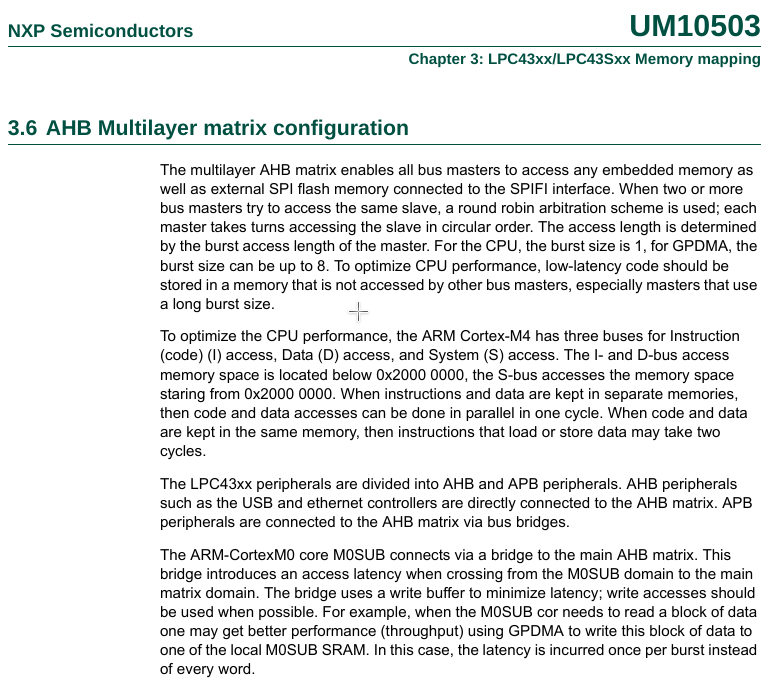 NXP Semiconductors
UM10503
Chapter 3: LPC43xx/LPC43Sxx Memory mapping
3.6 AHB Multilayer matrix configuration
The multilayer AHB matrix enables all bus masters to access any embedded memory as
well as external SPI flash memory connected to the SPIFI interface. When two or more
bus masters try to access the same slave, a round robin arbitration scheme is used; each
master takes turns accessing the slave in circular order. The access length is determined
by the burst access length of the master. For the CPU, the burst size is 1, for GPDMA, the
burst size can be up to 8. To optimize CPU performance, low-latency code should be
stored in a memory that is not accessed by other bus masters, especially masters that use
a long burst size.
To optimize the CPU performance, the ARM Cortex-M4 has three buses for Instruction
(code) (I) access, Data (D) access, and System (S) access. The I- and D-bus access
memory space is located below 0x2000 0000, the S-bus accesses the memory space
staring from 0x2000 0000. When instructions and data are kept in separate memories,
then code and data accesses can be done in parallel in one cycle. When code and data
are kept in the same memory, then instructions that load or store data may take two
cycles.
The LPC43xx peripherals are divided into AHB and APB peripherals. AHB peripherals
such as the USB and ethernet controllers are directly connected to the AHB matrix. APB
peripherals are connected to the AHB matrix via bus bridges.
The ARM-CortexM0 core M0SUB connects via a bridge to the main AHB matrix. This
bridge introduces an access latency when crossing from the M0SUB domain to the main
matrix domain. The bridge uses a write buffer to minimize latency; write accesses should
be used when possible. For example, when the M0SUB cor needs to read a block of data
one may get better performance (throughput) using GPDMA to write this block of data to
one of the local M0SUB SRAM. In this case, the latency is incurred once per burst instead
of every word.